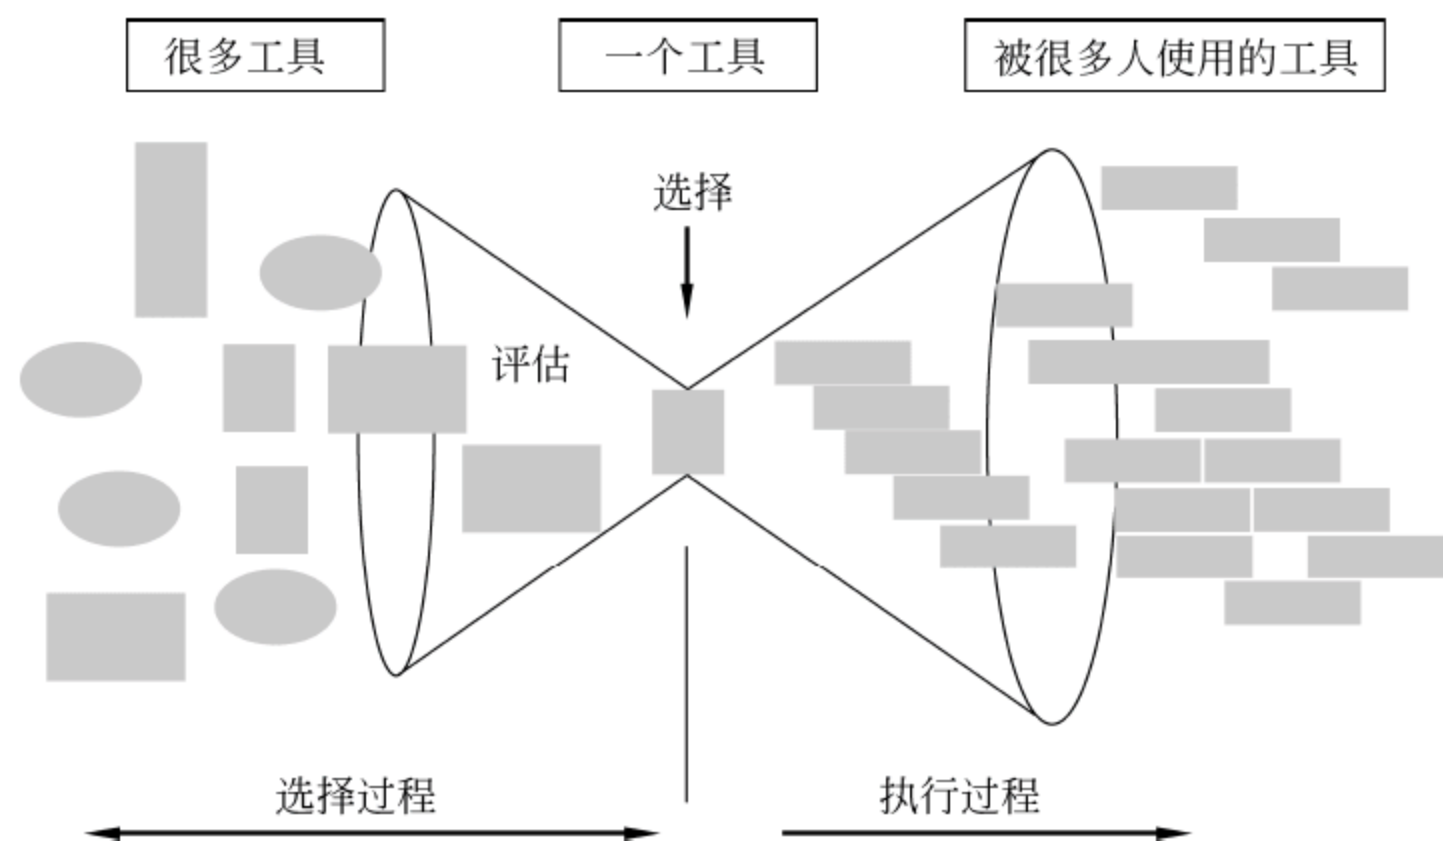 很多工具
一个工具
被很多人使用的工具
选择
评估
选择过程
执行过程